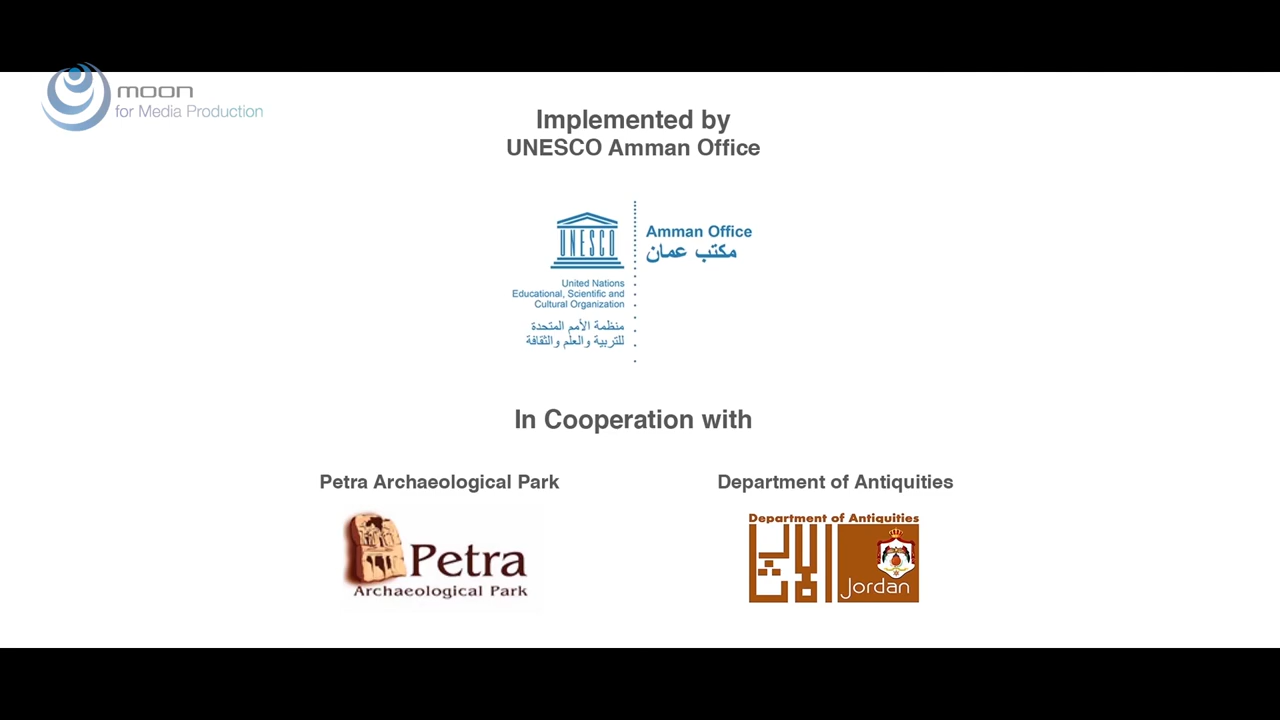 moon
for Media Production
Implemented by
UNESCO Amman Office
UNESCO
Amman Office
مكتب عمان
United Nations
Educational, Scientific and
Cultural Organization
منظمة الأمم المتحدة
للتربية والعلم والثقافة
In Cooperation with
Petra Archaeological Park
Department of Antiquities
Petra
Archaeological Park
Department of Antiquities
الاثار
Jordan